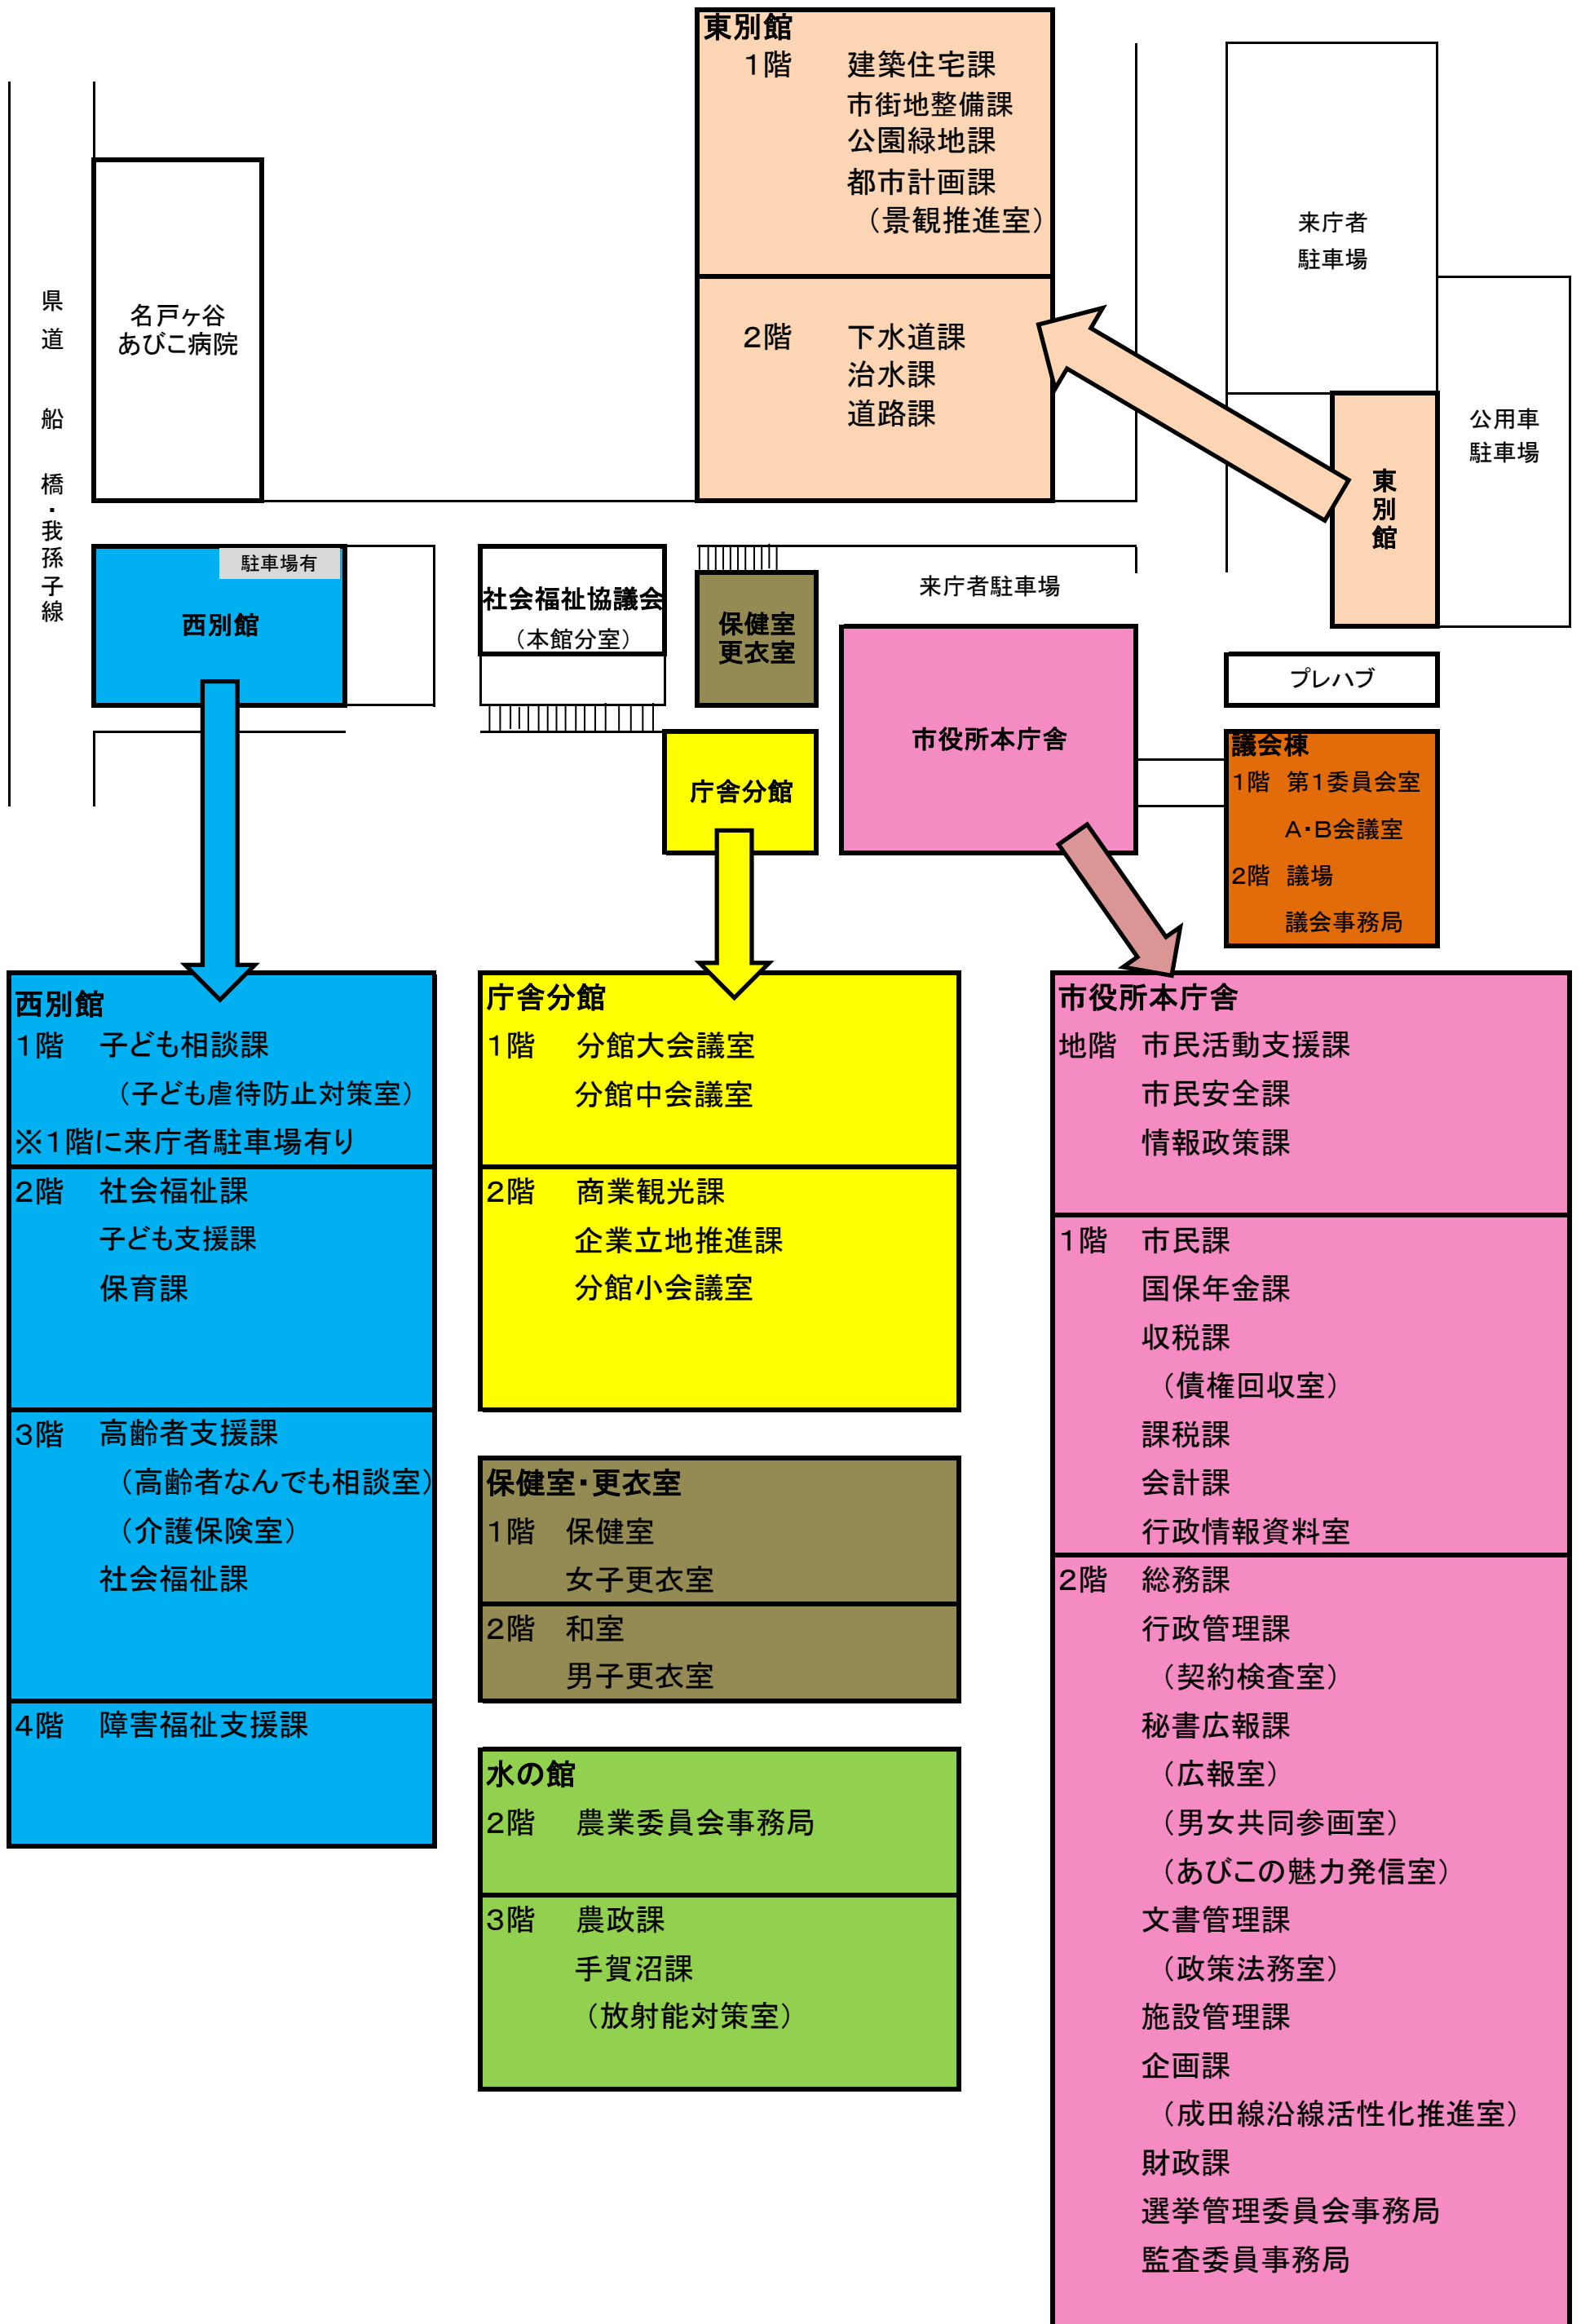 東別館
1階 建築住宅課
市街地整備課
公園緑地課
都市計画課
（景観推進室）
2階 下水道課
治水課
道路課
来庁者
駐車場
公用車
駐車場
東別館
県道 船橋・我孫子線
名戸ヶ谷
あびこ病院
駐車場有
西別館
社会福祉協議会
（本館分室）
保健室
更衣室
来庁者駐車場
プレハブ
市役所本庁舎
庁舎分館
議会棟
1階 第1委員会室
A・B会議室
2階 議場
議会事務局
西別館
1階 子ども相談課
（子ども虐待防止対策室）
※1階に来庁者駐車場有り
2階 社会福祉課
子ども支援課
保育課
3階 高齢者支援課
（高齢者なんでも相談室）
（介護保険室）
社会福祉課
4階 障害福祉支援課
庁舎分館
1階 分館大会議室
分館中会議室
2階 商業観光課
企業立地推進課
分館小会議室
保健室・更衣室
1階 保健室
女子更衣室
2階 和室
男子更衣室
水の館
2階 農業委員会事務局
3階 農政課
手賀沼課
（放射能対策室）
市役所本庁舎
地階 市民活動支援課
市民安全課
情報政策課
1階 市民課
国保年金課
収税課
（債権回収室）
課税課
会計課
行政情報資料室
2階 総務課
行政管理課
（契約検査室）
秘書広報課
（広報室）
（男女共同参画室）
（あびこの魅力発信室）
文書管理課
（政策法務室）
施設管理課
企画課
（成田線沿線活性化推進室）
財政課
選挙管理委員会事務局
監査委員事務局